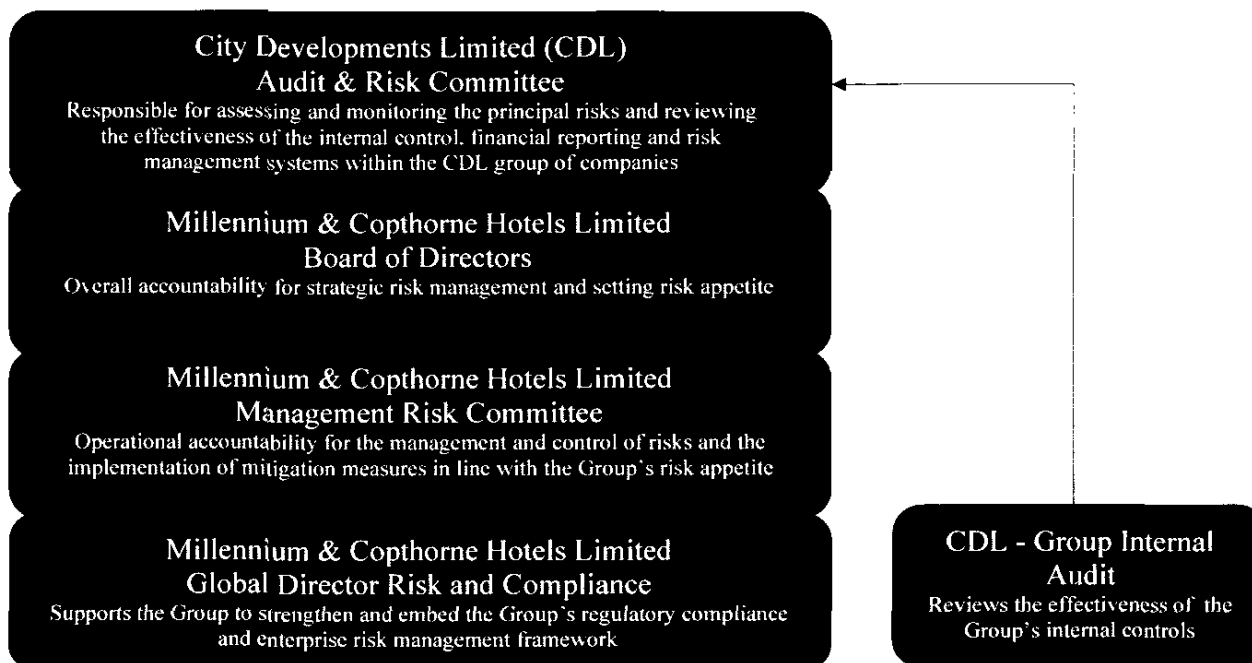 City Developments Limited (CDL)
Audit & Risk Committee
Responsible for assessing and monitoring the principal risks and reviewing
the effectiveness of the internal control, financial reporting and risk
management systems within the CDL group of companies
Millennium & Copthorne Hotels Limited
Board of Directors
Overall accountability for strategic risk management and setting risk appetite
Millennium & Copthorne Hotels Limited
Management Risk Committee
Operational accountability for the management and control of risks and the
implementation of mitigation measures in line with the Group's risk appetite
Millennium & Copthorne Hotels Limited
Global Director Risk and Compliance
Supports the Group to strengthen and embed the Group's regulatory compliance
and enterprise risk management framework
CDL - Group Internal
Audit
Reviews the effectiveness of the
Group's internal controls